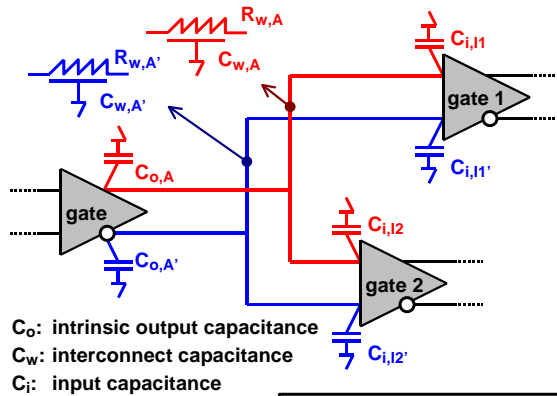 R_w,A
C_w,A
R_w,A'
C_w,A'
C_i,I1
gate 1
C_i,I1'
C_o,A
gate
C_o,A'
C_i,I2
gate 2
C_i,I2'
C_o: intrinsic output capacitance
C_w: interconnect capacitance
C_i: input capacitance